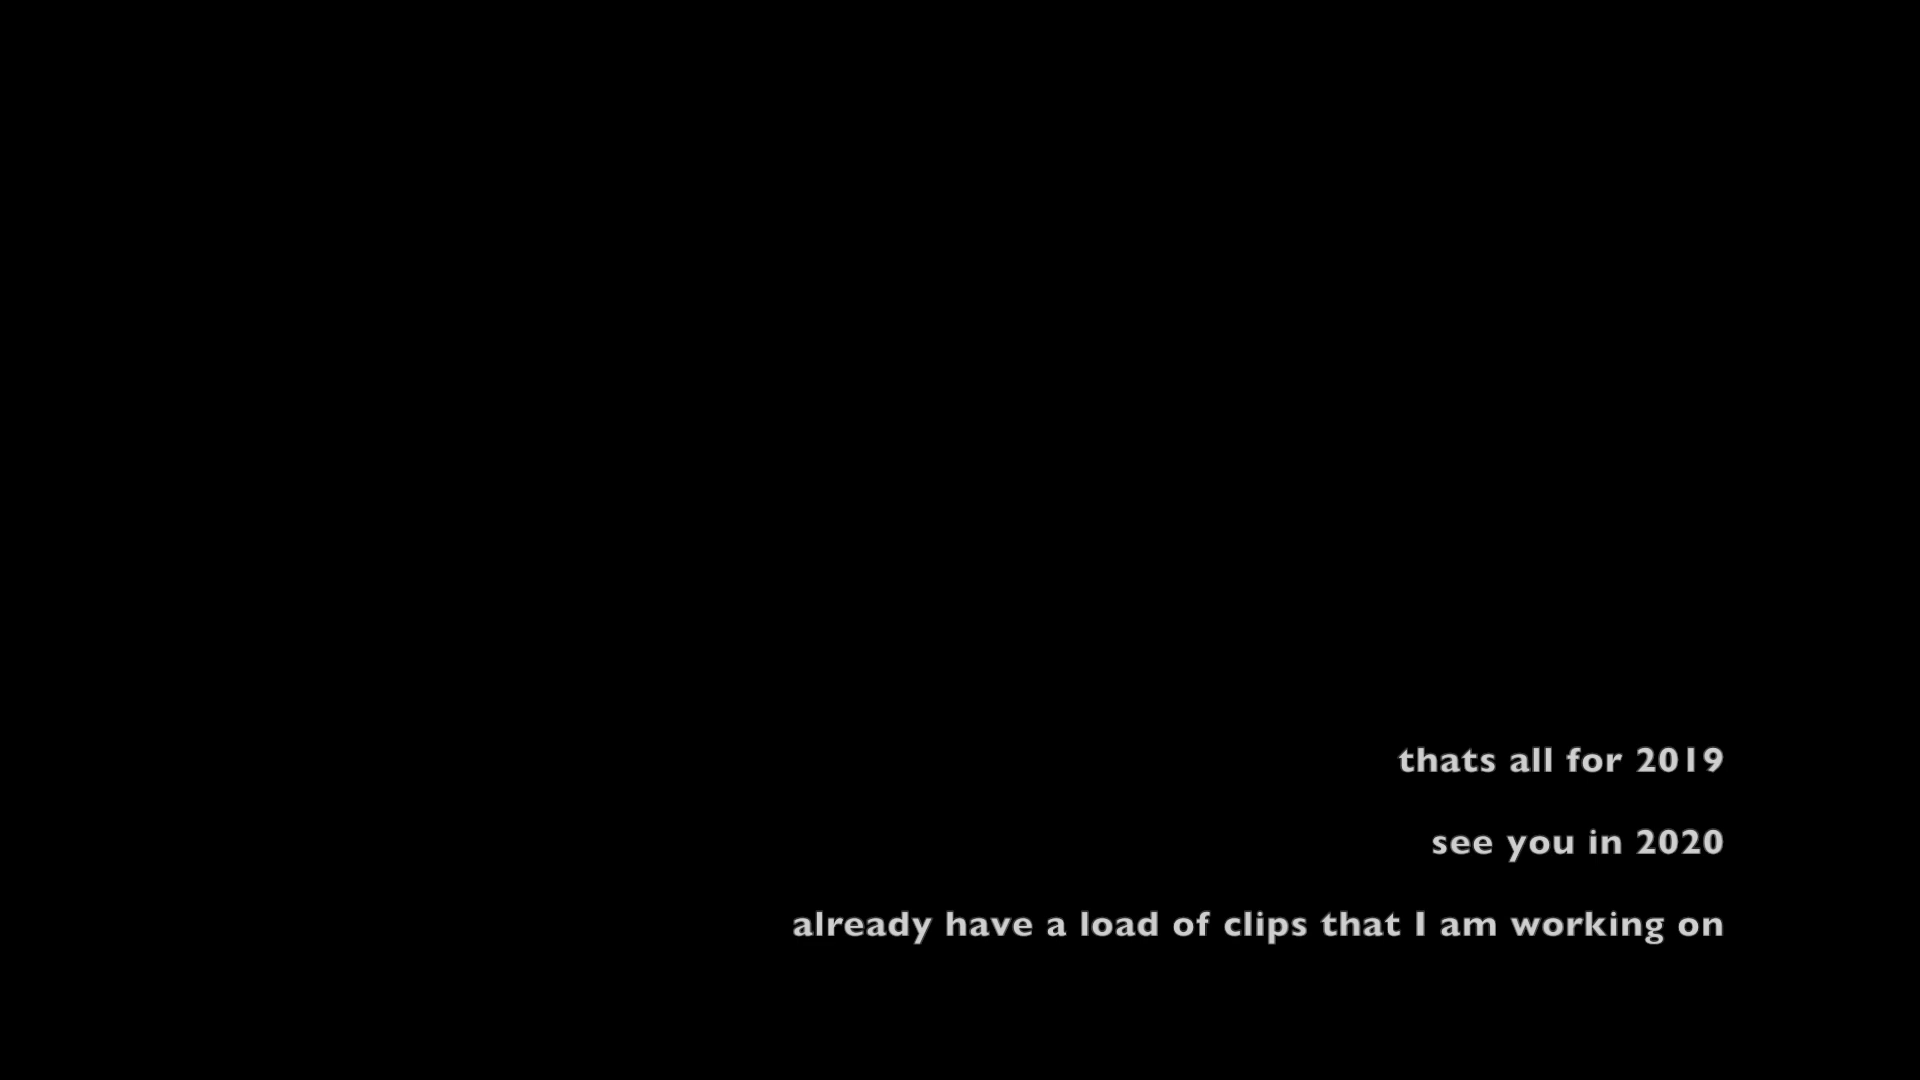 thats all for 2019
see you in 2020
already have a load of clips that I am working on